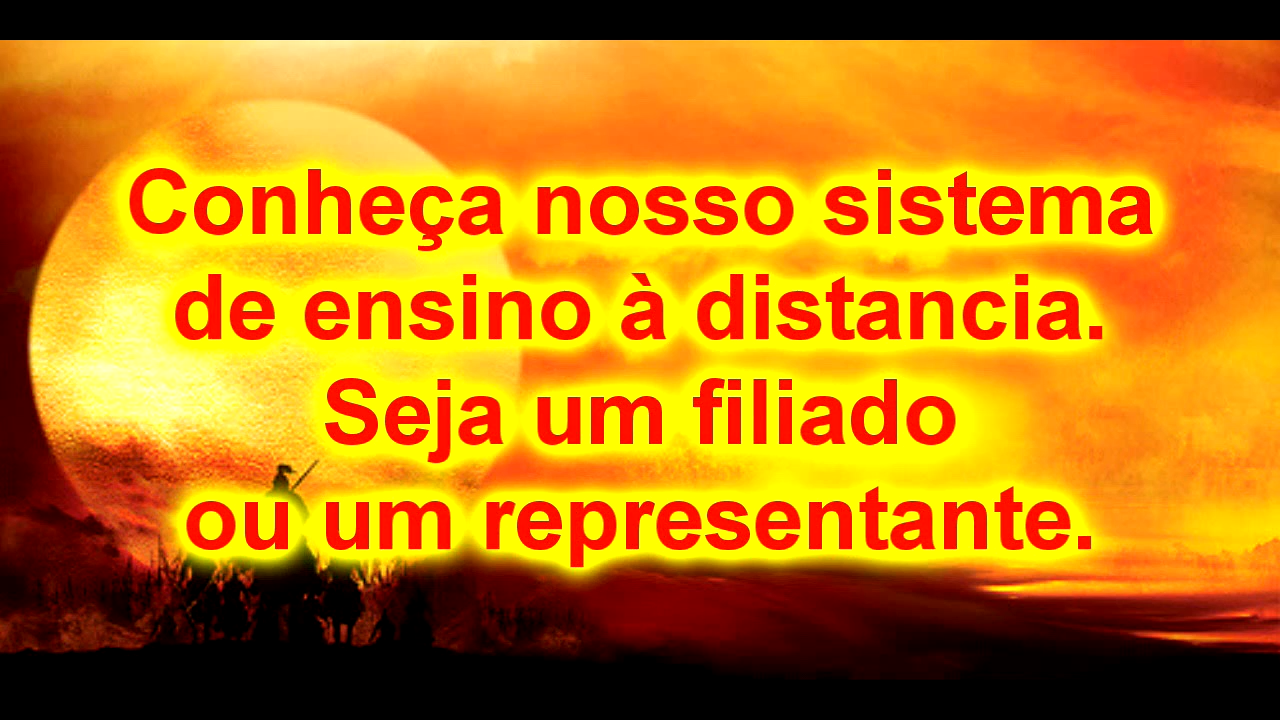 Conheça nosso sistema
de ensino à distancia.
Seja um filiado
ou um representante.